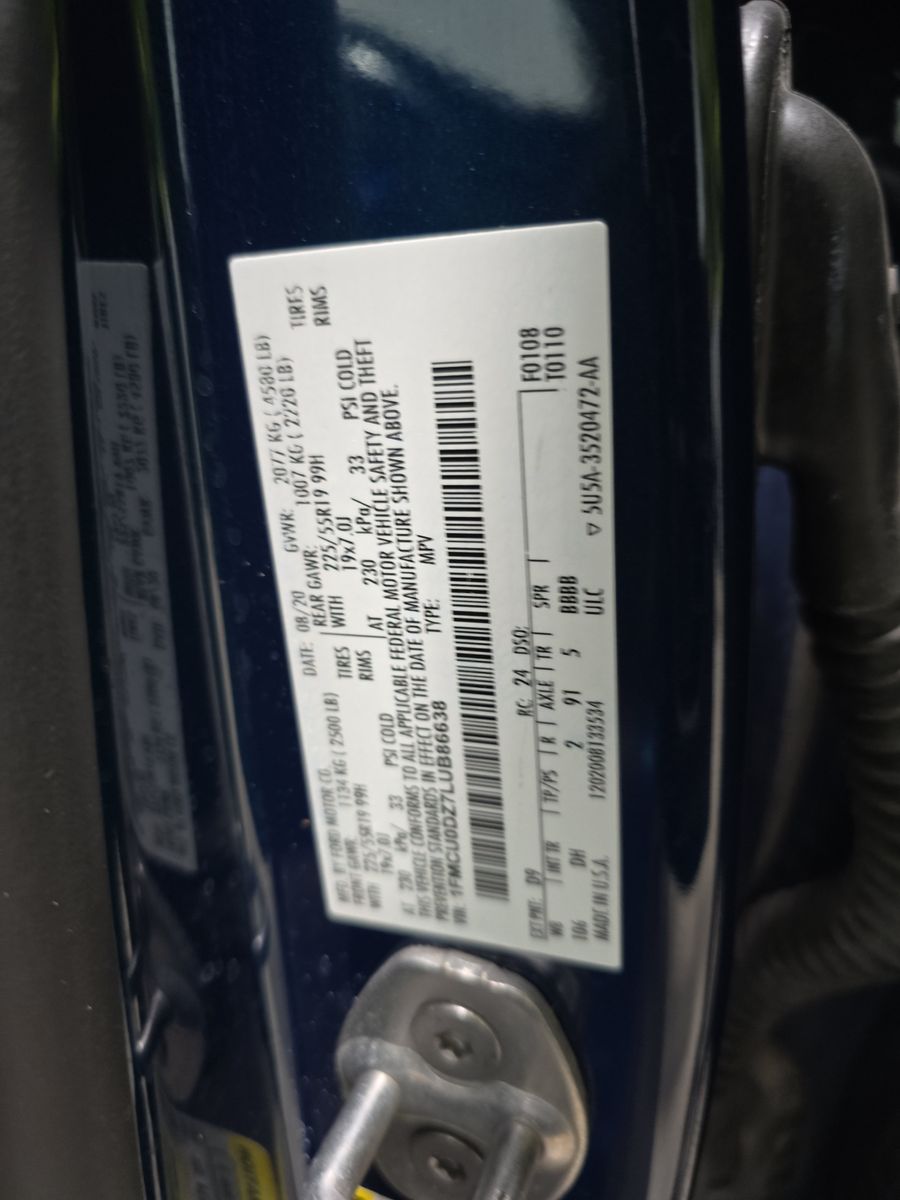 MFD. BY FORD MOTOR CO. DATE: 08/20 GVWR: 2077 KG ( 4580 LB)
FRONT GAWR: 1134 KG ( 2500 LB) REAR GAWR: 1007 KG ( 2220 LB)
WITH 225/55R19 99H TIRES WITH 225/55R19 99H TIRES
19x7.0J RIMS 19x7.0J RIMS
AT 230 kPa/ 33 PSI COLD AT 230 kPa/ 33 PSI COLD
THIS VEHICLE CONFORMS TO ALL APPLICABLE FEDERAL MOTOR VEHICLE SAFETY AND THEFT
PREVENTION STANDARDS IN EFFECT ON THE DATE OF MANUFACTURE SHOWN ABOVE.
VIN: 1FMCU0DZ7LUB86638 TYPE: MPV
EXT PNT: D9 RC: 24 DSO: F0108
WB INT TR TP/PS R AXLE TR SPR T0110
106 DH 2 91 5 BBBB
MADE IN U.S.A. 1202008133534 ULC ▽ 5U5A-3520472-AA